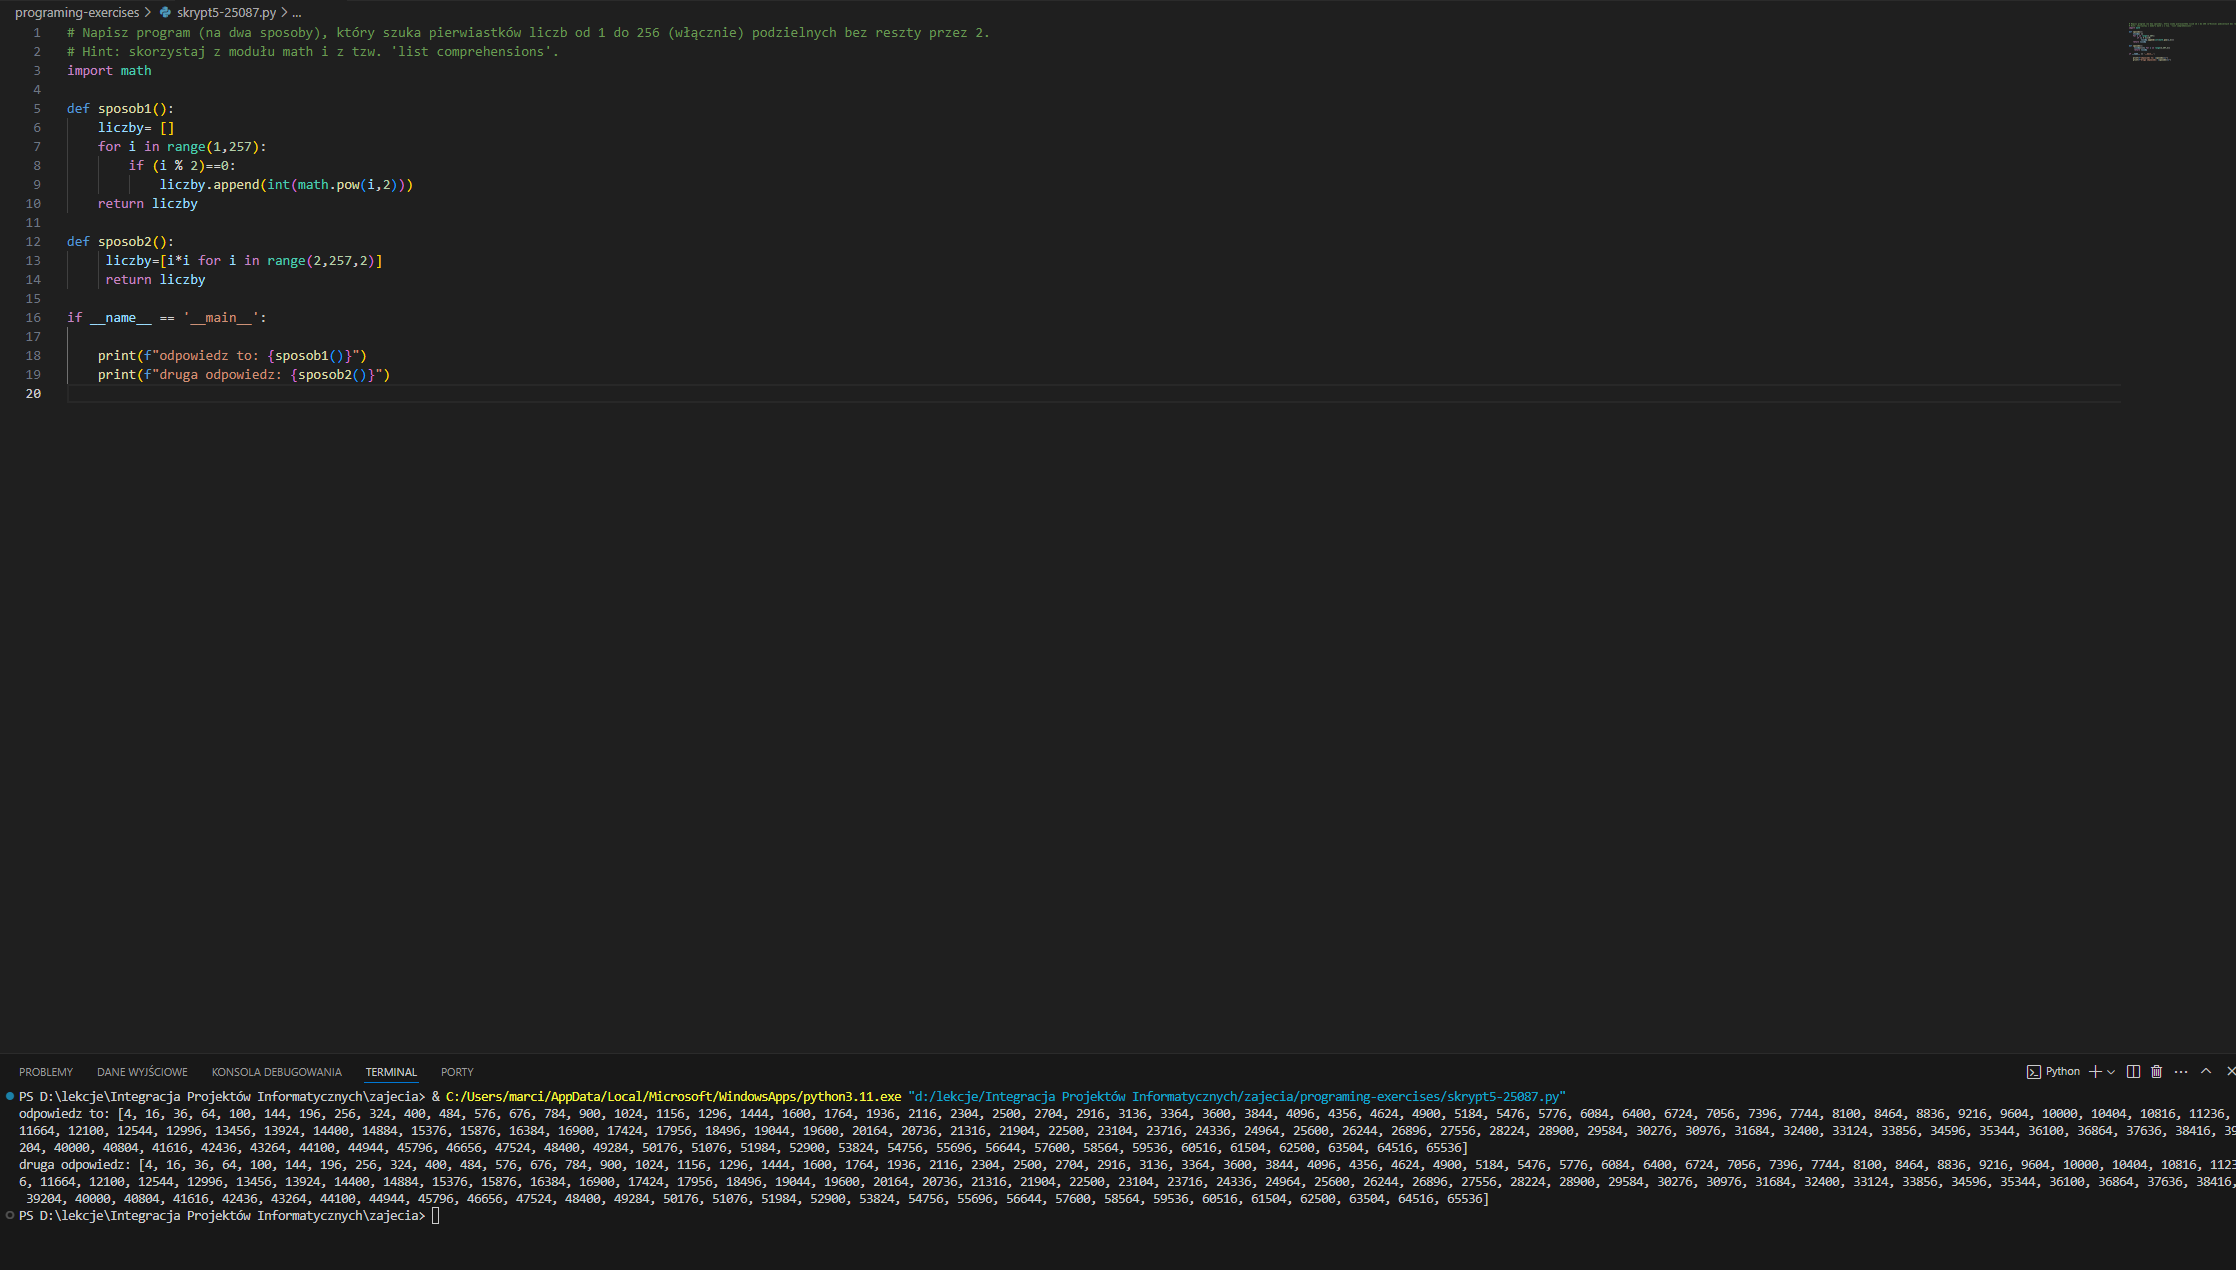 programing-exercises > skrypt5-25087.py > ...
1 # Napisz program (na dwa sposoby), który szuka pierwiastków liczb od 1 do 256 (włącznie) podzielnych bez reszty przez 2.
2 # Hint: skorzystaj z modułu math i z tzw. 'list comprehensions'.
3 import math
4
5 def sposob1():
6     liczby= []
7     for i in range(1,257):
8         if (i % 2)==0:
9             liczby.append(int(math.pow(i,2)))
10     return liczby
11
12 def sposob2():
13      liczby=[i*i for i in range(2,257,2)]
14      return liczby
15
16 if __name__ == '__main__':
17
18     print(f"odpowiedz to: {sposob1()}")
19     print(f"druga odpowiedz: {sposob2()}")
20
PROBLEMY DANE WYJŚCIOWE KONSOLA DEBUGOWANIA TERMINAL PORTY Python
PS D:\lekcje\Integracja Projektów Informatycznych\zajecia> & C:/Users/marci/AppData/Local/Microsoft/WindowsApps/python3.11.exe "d:/lekcje/Integracja Projektów Informatycznych/zajecia/programing-exercises/skrypt5-25087.py"
odpowiedz to: [4, 16, 36, 64, 100, 144, 196, 256, 324, 400, 484, 576, 676, 784, 900, 1024, 1156, 1296, 1444, 1600, 1764, 1936, 2116, 2304, 2500, 2704, 2916, 3136, 3364, 3600, 3844, 4096, 4356, 4624, 4900, 5184, 5476, 5776, 6084, 6400, 6724, 7056, 7396, 7744, 8100, 8464, 8836, 9216, 9604, 10000, 10404, 10816, 11236,
11664, 12100, 12544, 12996, 13456, 13924, 14400, 14884, 15376, 15876, 16384, 16900, 17424, 17956, 18496, 19044, 19600, 20164, 20736, 21316, 21904, 22500, 23104, 23716, 24336, 24964, 25600, 26244, 26896, 27556, 28224, 28900, 29584, 30276, 30976, 31684, 32400, 33124, 33856, 34596, 35344, 36100, 36864, 37636, 38416, 39
204, 40000, 40804, 41616, 42436, 43264, 44100, 44944, 45796, 46656, 47524, 48400, 49284, 50176, 51076, 51984, 52900, 53824, 54756, 55696, 56644, 57600, 58564, 59536, 60516, 61504, 62500, 63504, 64516, 65536]
druga odpowiedz: [4, 16, 36, 64, 100, 144, 196, 256, 324, 400, 484, 576, 676, 784, 900, 1024, 1156, 1296, 1444, 1600, 1764, 1936, 2116, 2304, 2500, 2704, 2916, 3136, 3364, 3600, 3844, 4096, 4356, 4624, 4900, 5184, 5476, 5776, 6084, 6400, 6724, 7056, 7396, 7744, 8100, 8464, 8836, 9216, 9604, 10000, 10404, 10816, 1123
6, 11664, 12100, 12544, 12996, 13456, 13924, 14400, 14884, 15376, 15876, 16384, 16900, 17424, 17956, 18496, 19044, 19600, 20164, 20736, 21316, 21904, 22500, 23104, 23716, 24336, 24964, 25600, 26244, 26896, 27556, 28224, 28900, 29584, 30276, 30976, 31684, 32400, 33124, 33856, 34596, 35344, 36100, 36864, 37636, 38416,
39204, 40000, 40804, 41616, 42436, 43264, 44100, 44944, 45796, 46656, 47524, 48400, 49284, 50176, 51076, 51984, 52900, 53824, 54756, 55696, 56644, 57600, 58564, 59536, 60516, 61504, 62500, 63504, 64516, 65536]
PS D:\lekcje\Integracja Projektów Informatycznych\zajecia>